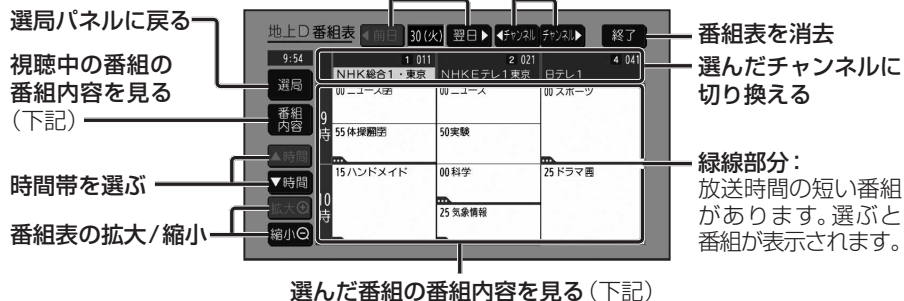 選局パネルに戻る
視聴中の番組の
番組内容を見る
（下記）
時間帯を選ぶ
番組表の拡大/縮小
地上D番組表 ◀前日 30(火) 翌日▶ ◀チャンネル チャンネル▶ 終了
9:54
1 011 2 021 4 041
NHK総合1・東京 NHKEテレ1東京 日テレ1
選局
番組
内容
▲時間
▼時間
拡大
縮小
9
時
10
時
00ニュース
55体操
15ハンドメイド
00ニュース
50実験
00科学
25気象情報
00スポーツ
25ドラマ
番組表を消去
選んだチャンネルに
切り換える
緑線部分：
放送時間の短い番組
があります。選ぶと
番組が表示されます。
選んだ番組の番組内容を見る（下記）